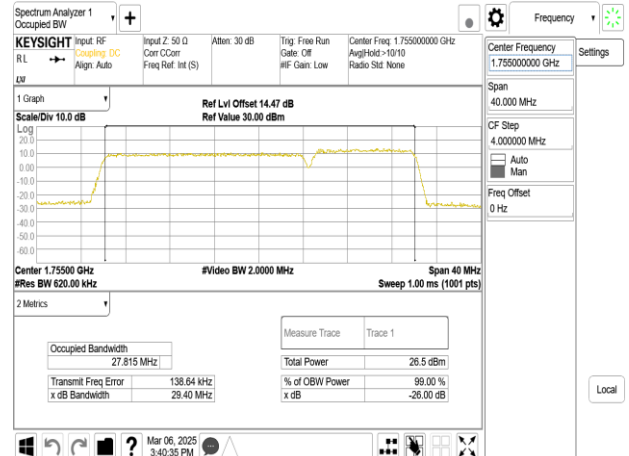 Spectrum Analyzer 1
Occupied BW
Frequency
KEYSIGHT
RL
LXI
Input: RF
Coupling: DC
Align: Auto
Input Z: 50 Ω
Corr CCorr
Freq Ref: Int (S)
Atten: 30 dB
Trig: Free Run
Gate: Off
#IF Gain: Low
Center Freq: 1.755000000 GHz
Avg|Hold:>10/10
Radio Std: None
Center Frequency
1.755000000 GHz
Settings
Span
40.000 MHz
CF Step
4.000000 MHz
Auto
Man
Freq Offset
0 Hz
Local
1 Graph
Scale/Div 10.0 dB
Ref Lvl Offset 14.47 dB
Ref Value 30.00 dBm
Log
20.0
10.0
0.00
-10.0
-20.0
-30.0
-40.0
-50.0
-60.0
Center 1.75500 GHz
#Video BW 2.0000 MHz
Span 40 MHz
#Res BW 620.00 kHz
Sweep 1.00 ms (1001 pts)
2 Metrics
Measure Trace Trace 1
Occupied Bandwidth
27.815 MHz
Total Power 26.5 dBm
Transmit Freq Error 138.64 kHz
% of OBW Power 99.00 %
x dB Bandwidth 29.40 MHz
x dB -26.00 dB
?
Mar 06, 2025
3:40:35 PM